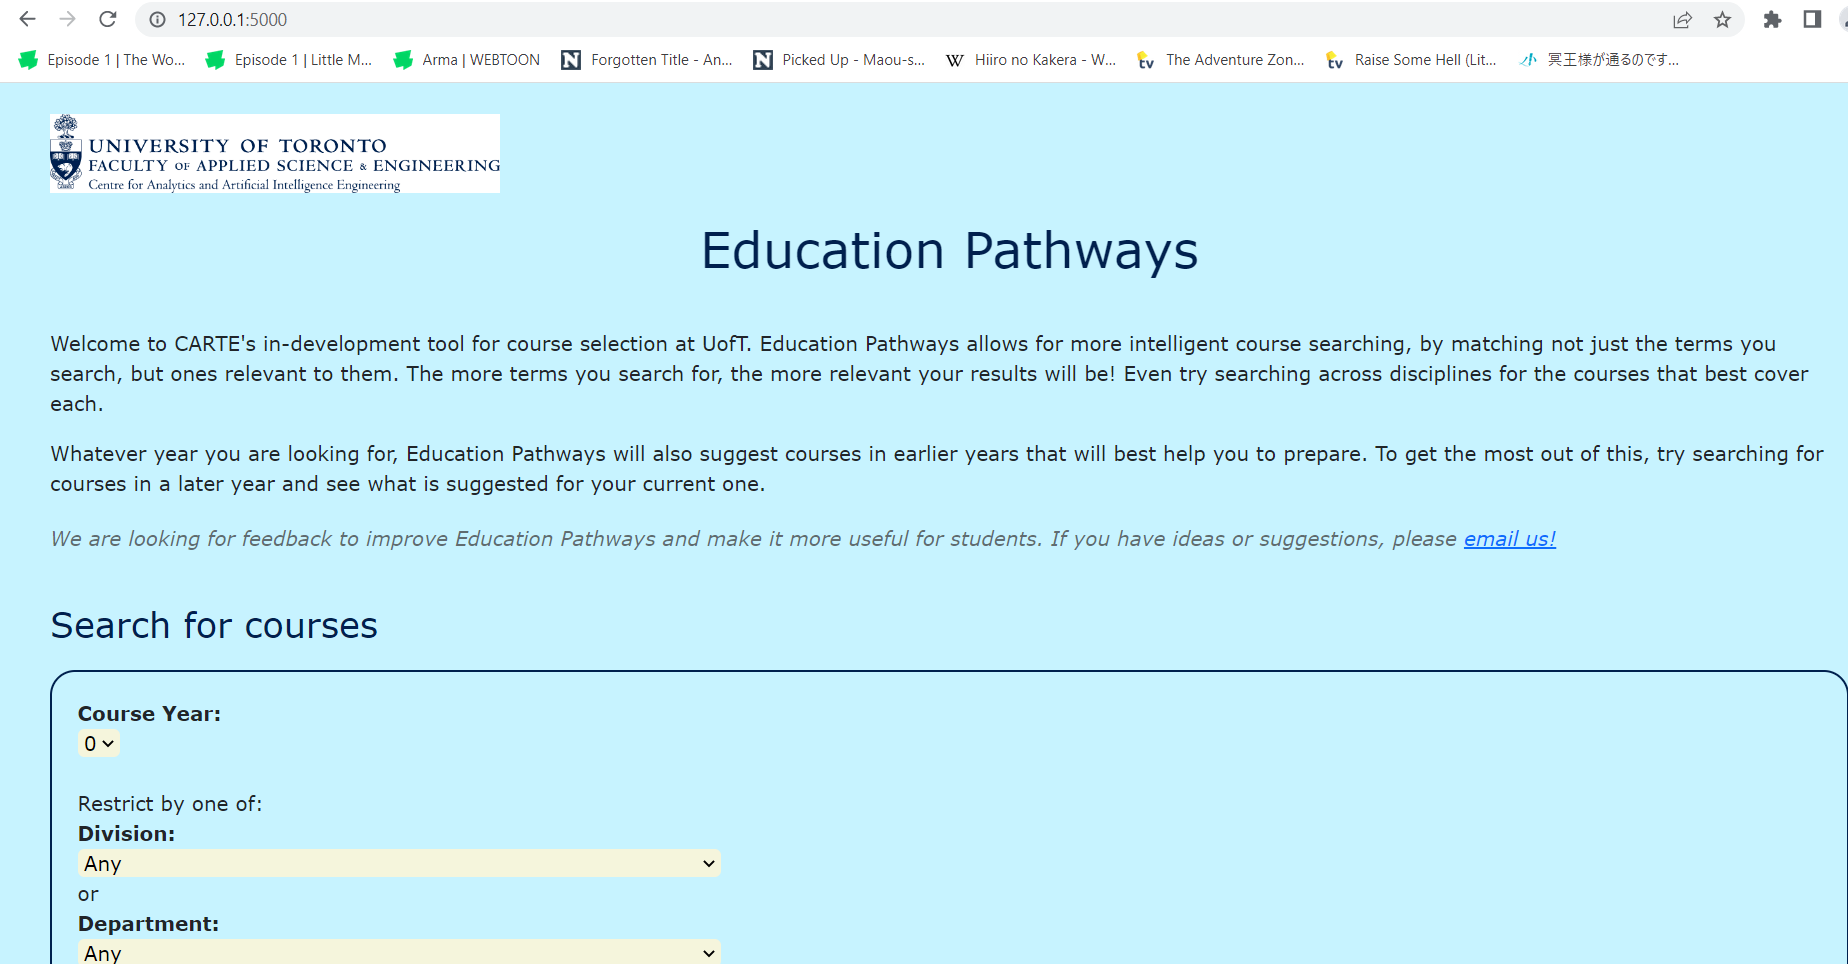 127.0.0.1:5000
Episode 1 | The Wo... Episode 1 | Little M... Arma | WEBTOON Forgotten Title - An... Picked Up - Maou-s... Hiiro no Kakera - W... The Adventure Zon... Raise Some Hell (Lit... 冥王様が通るのです...
UNIVERSITY OF TORONTO
FACULTY OF APPLIED SCIENCE & ENGINEERING
Centre for Analytics and Artificial Intelligence Engineering
Education Pathways
Welcome to CARTE's in-development tool for course selection at UofT. Education Pathways allows for more intelligent course searching, by matching not just the terms you
search, but ones relevant to them. The more terms you search for, the more relevant your results will be! Even try searching across disciplines for the courses that best cover
each.
Whatever year you are looking for, Education Pathways will also suggest courses in earlier years that will best help you to prepare. To get the most out of this, try searching for
courses in a later year and see what is suggested for your current one.
We are looking for feedback to improve Education Pathways and make it more useful for students. If you have ideas or suggestions, please email us!
Search for courses
Course Year:
0
Restrict by one of:
Division:
Any
or
Department:
Any